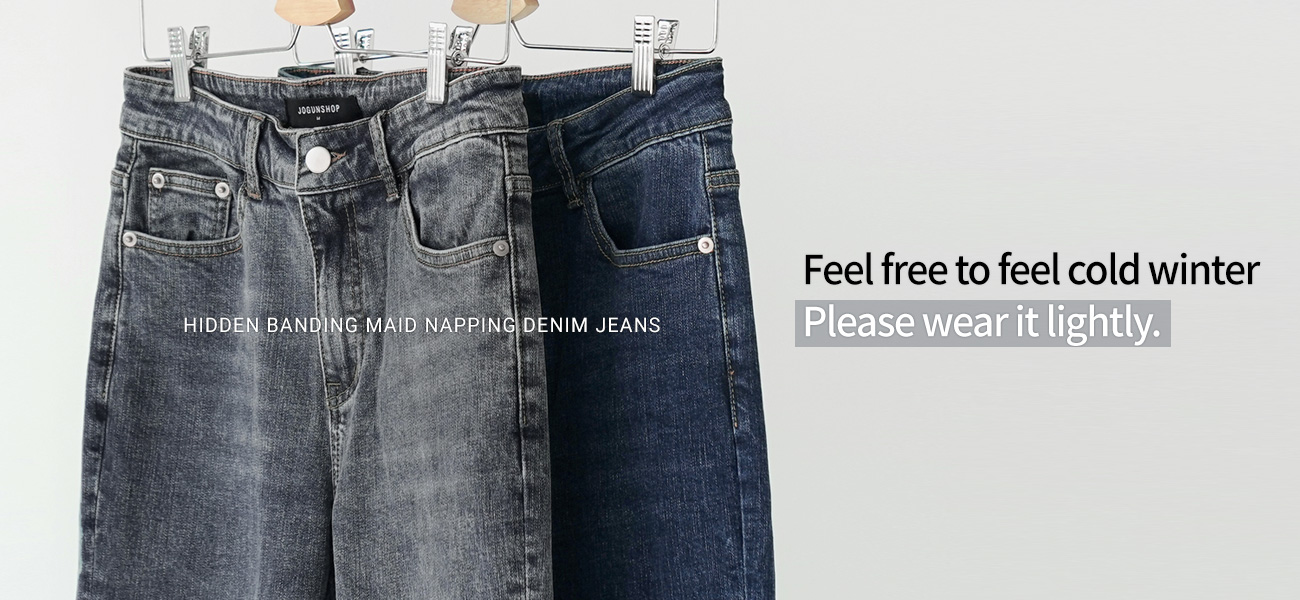 JOGUNSHOP
M
HIDDEN BANDING MAID NAPPING DENIM JEANS
Feel free to feel cold winter
Please wear it lightly.